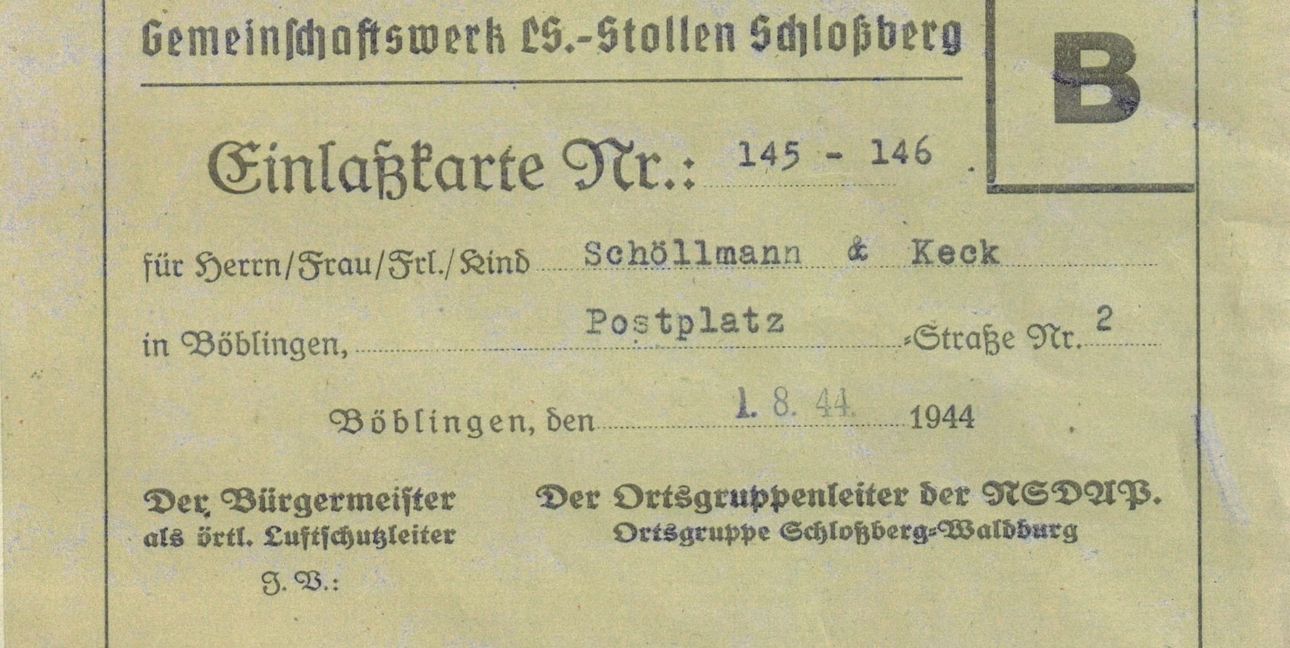 Gemeinschaftswerk LS.-Stollen Schloßberg
B
Einlaßkarte Nr.: 145 - 146
für Herrn/Frau/Frl./Kind Schöllmann & Keck
in Böblingen, Postplatz -Straße Nr. 2
Böblingen, den 1. 8. 44. 1944
Der Bürgermeister
als örtl. Luftschutzleiter
J. V.:
Der Ortsgruppenleiter der NSDAP.
Ortsgruppe Schloßberg-Waldburg